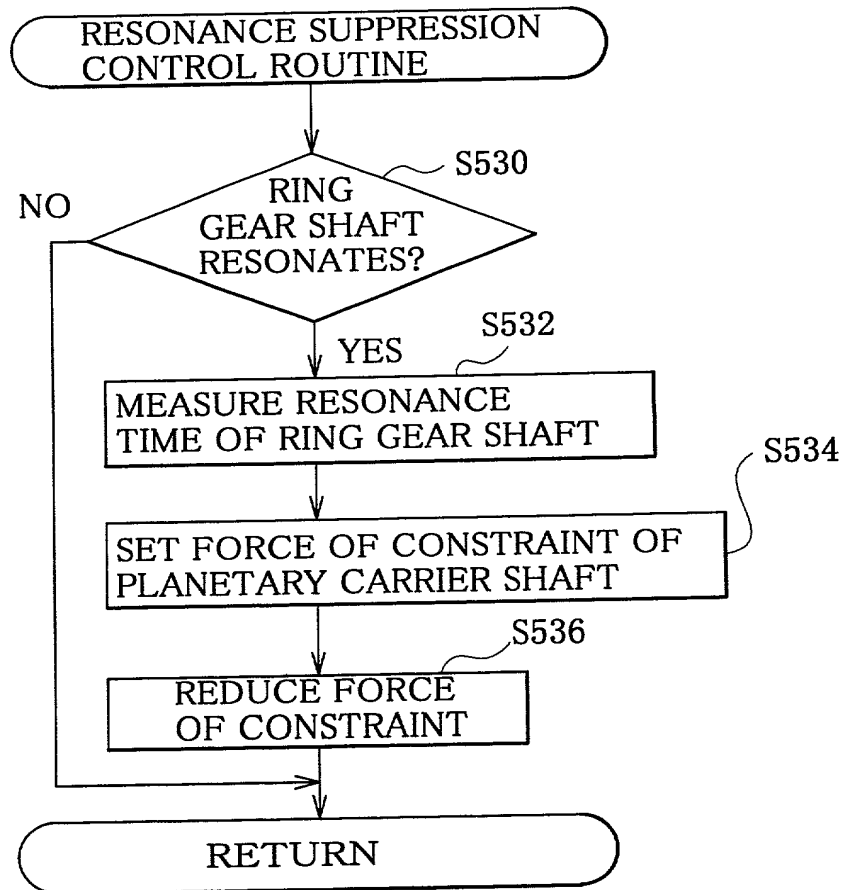 RESONANCE SUPPRESSION
CONTROL ROUTINE
S530
RING
GEAR SHAFT
RESONATES?
NO
YES
S532
MEASURE RESONANCE
TIME OF RING GEAR SHAFT
S534
SET FORCE OF CONSTRAINT OF
PLANETARY CARRIER SHAFT
S536
REDUCE FORCE
OF CONSTRAINT
RETURN